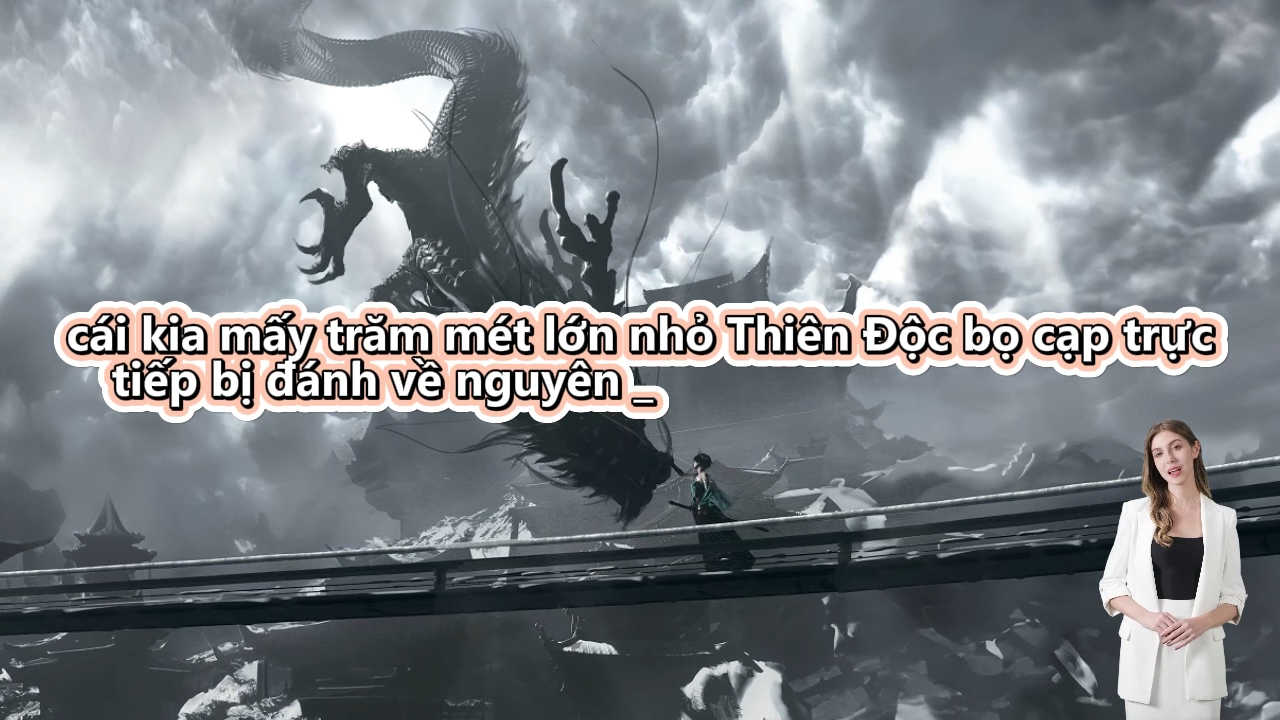 cái kia mấy trăm mét lớn nhỏ Thiên Độc bọ cạp trực
tiếp bị đánh về nguyên _